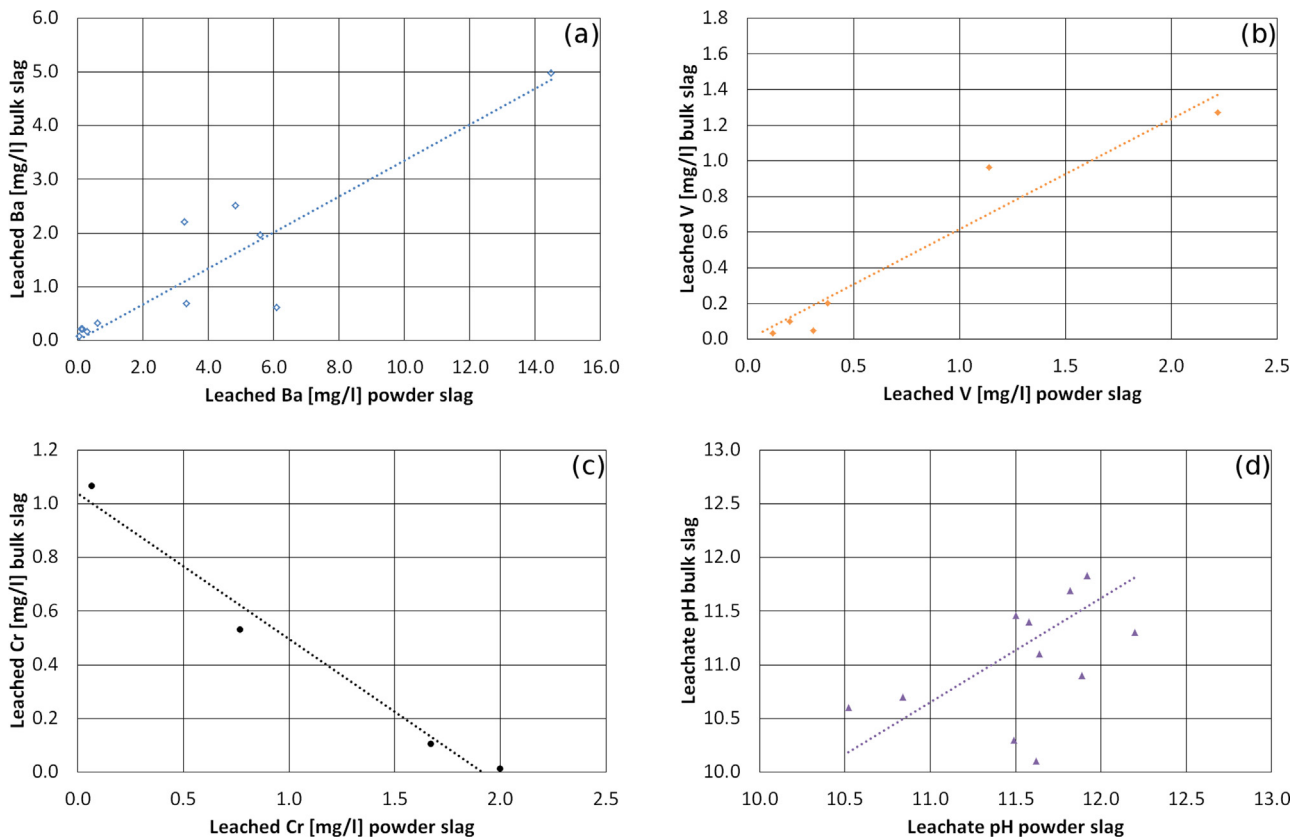 (a)
Leached Ba [mg/l] bulk slag
6.0
5.0
4.0
3.0
2.0
1.0
0.0
0.0 2.0 4.0 6.0 8.0 10.0 12.0 14.0 16.0
Leached Ba [mg/l] powder slag
(b)
Leached V [mg/l] bulk slag
1.8
1.6
1.4
1.2
1.0
0.8
0.6
0.4
0.2
0.0
0.0 0.5 1.0 1.5 2.0 2.5
Leached V [mg/l] powder slag
(c)
Leached Cr [mg/l] bulk slag
1.2
1.0
0.8
0.6
0.4
0.2
0.0
0.0 0.5 1.0 1.5 2.0 2.5
Leached Cr [mg/l] powder slag
(d)
Leachate pH bulk slag
13.0
12.5
12.0
11.5
11.0
10.5
10.0
10.0 10.5 11.0 11.5 12.0 12.5 13.0
Leachate pH powder slag